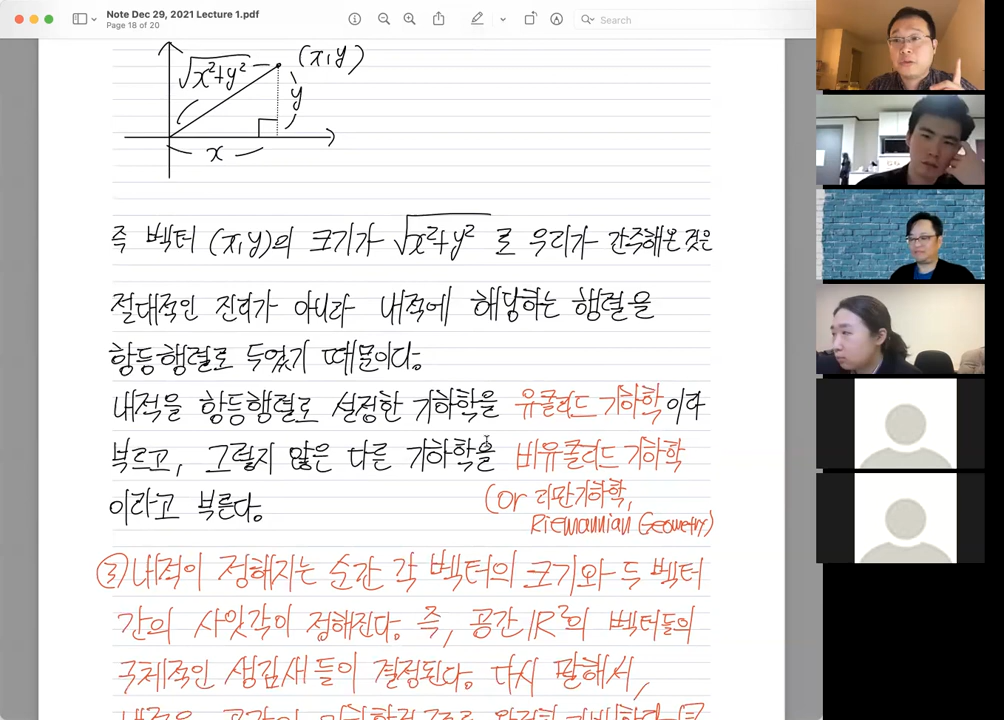 Note Dec 29, 2021 Lecture 1.pdf
Page 18 of 20
Search
√x²+y²
(x,y)
y
x
즉 벡터 (x,y)의 크기가 √x²+y² 로 우리가 간주해온 것은
절대적인 진리가 아니라 내적에 해당하는 행렬을
항등행렬로 두었기 때문이다.
내적을 항등행렬로 설정한 기하학을 유클리드 기하학이라
부르고, 그렇지 않은 다른 기하학을 비유클리드 기하학
이라고 부른다.
(or 리만기하학,
Riemannian Geometry)
③ 내적이 정해지는 순간 각 벡터의 크기와 두 벡터
간의 사잇각이 정해진다. 즉, 공간 ℝ²의 벡터들의
구체적인 생김새들이 결정된다. 다시 말해서,